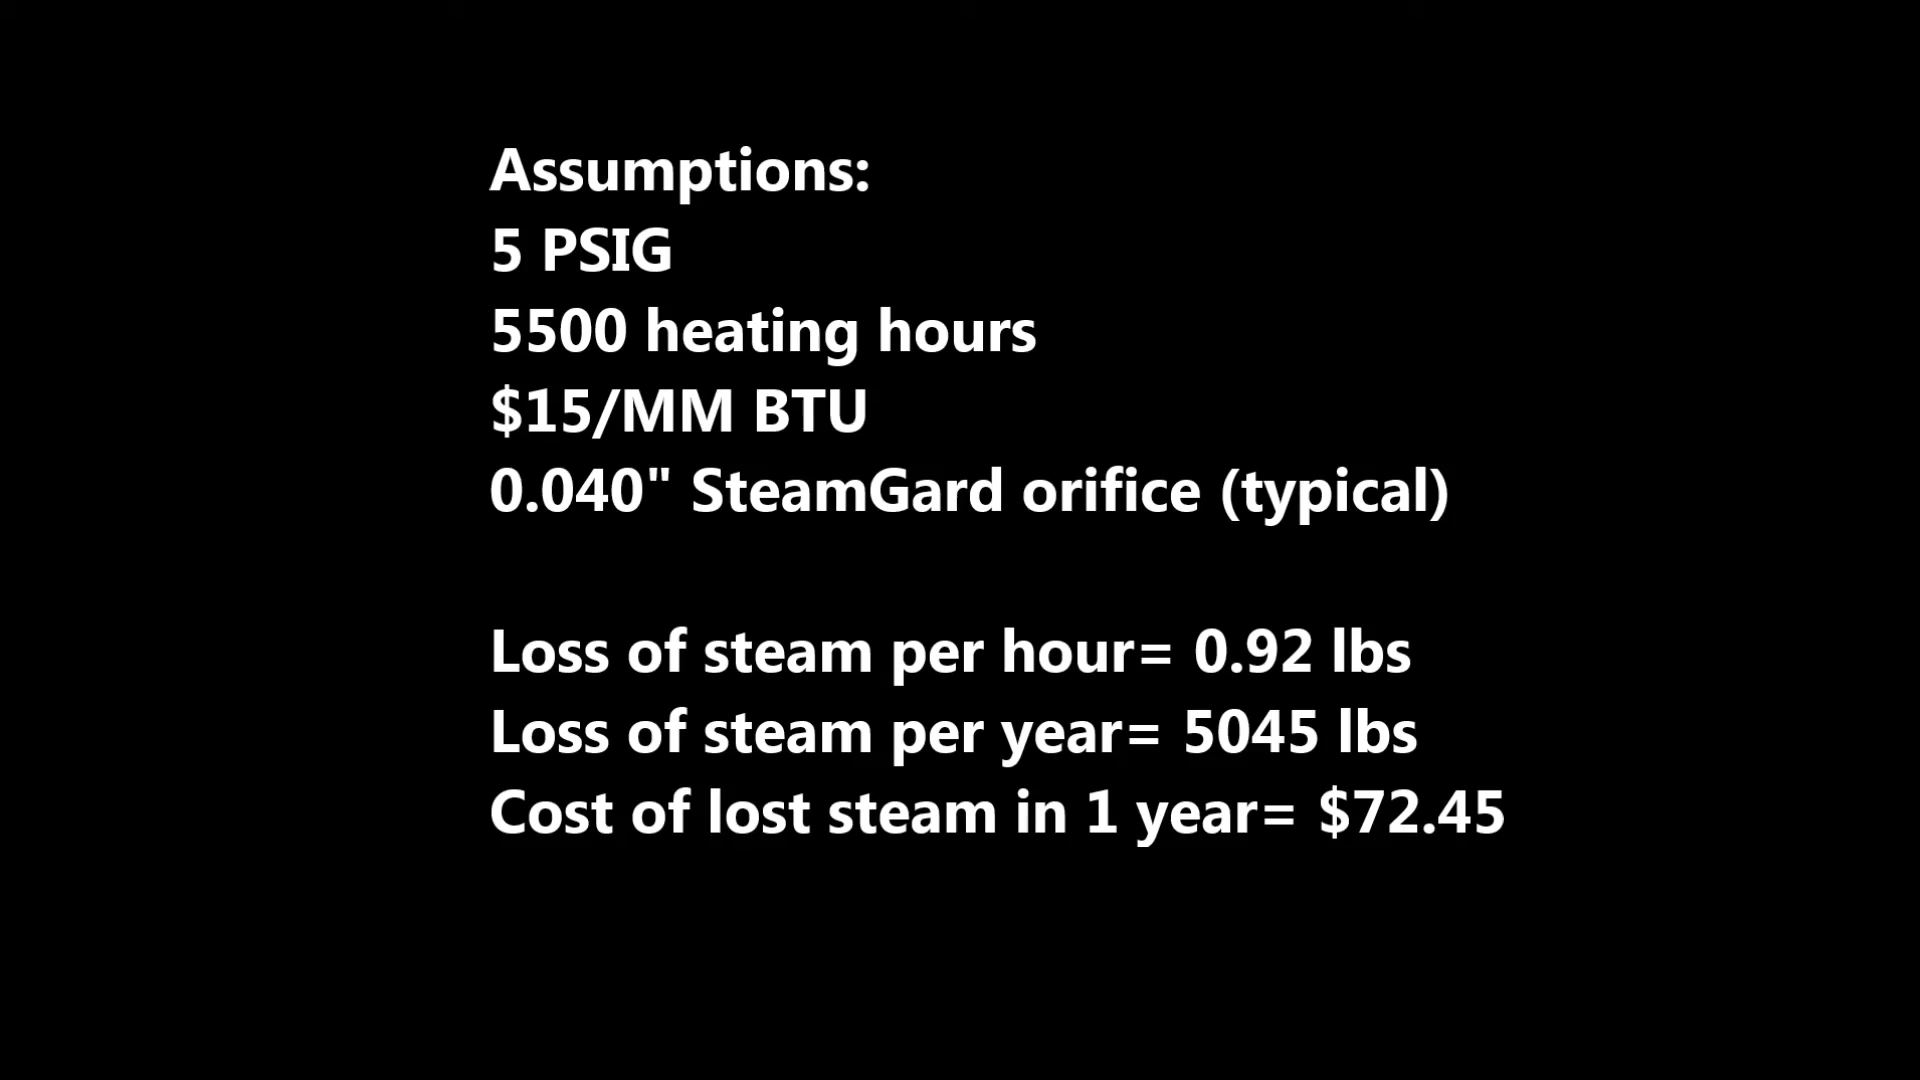 Assumptions:
5 PSIG
5500 heating hours
$15/MM BTU
0.040" SteamGard orifice (typical)
Loss of steam per hour= 0.92 lbs
Loss of steam per year= 5045 lbs
Cost of lost steam in 1 year= $72.45